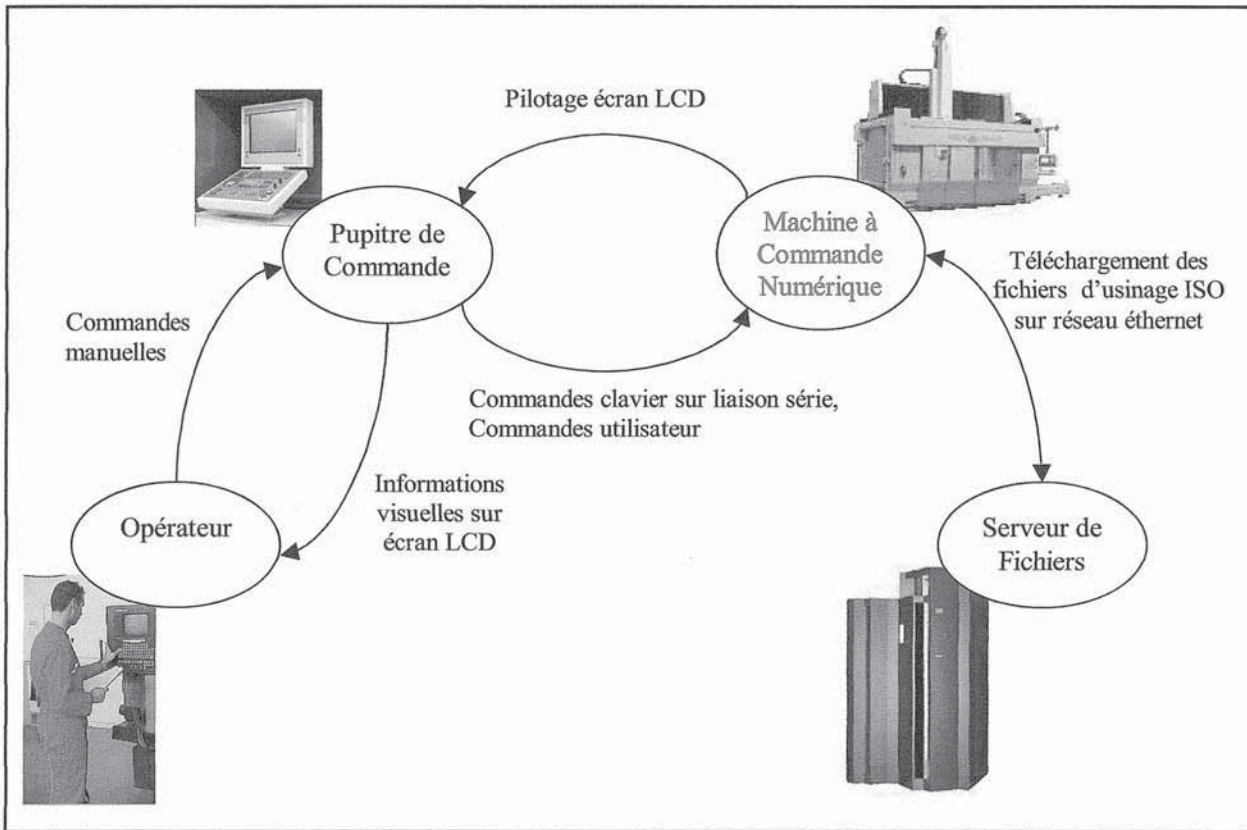 Pilotage écran LCD
Pupitre de
Commande
Machine à
Commande
Numérique
Téléchargement des
fichiers d'usinage ISO
sur réseau éthernet
Commandes
manuelles
Commandes clavier sur liaison série,
Commandes utilisateur
Informations
visuelles sur
écran LCD
Opérateur
Serveur de
Fichiers